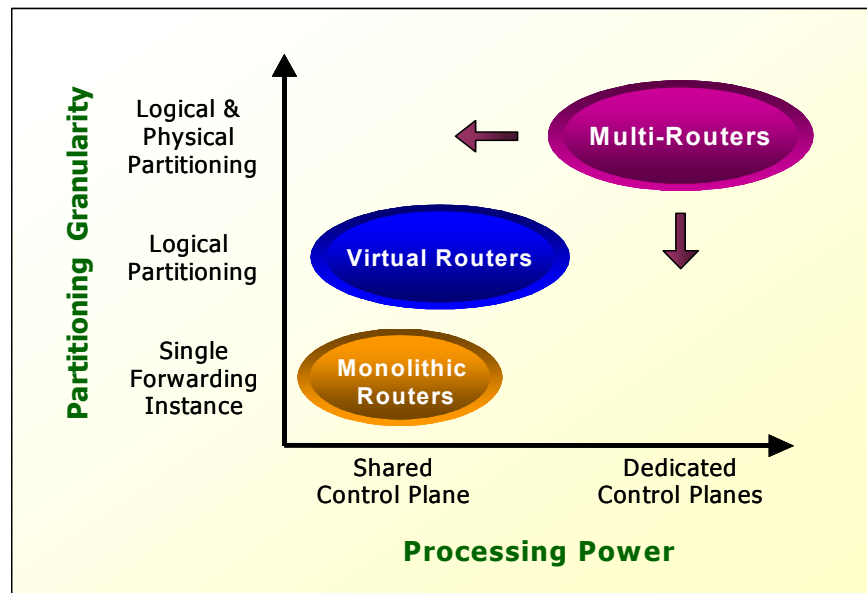 Partitioning Granularity
Logical &
Physical
Partitioning
Multi-Routers
Logical
Partitioning
Virtual Routers
Single
Forwarding
Instance
Monolithic
Routers
Shared
Control Plane
Dedicated
Control Planes
Processing Power